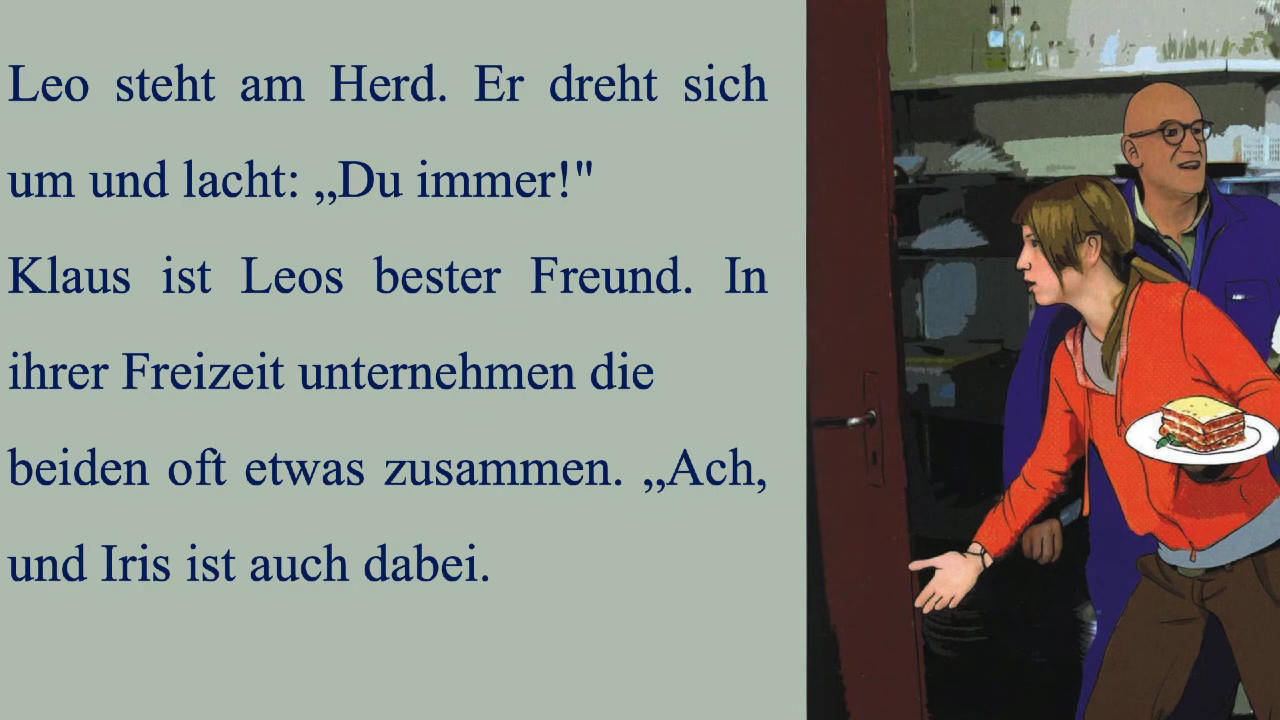 Leo steht am Herd. Er dreht sich
um und lacht: „Du immer!"
Klaus ist Leos bester Freund. In
ihrer Freizeit unternehmen die
beiden oft etwas zusammen. „Ach,
und Iris ist auch dabei.